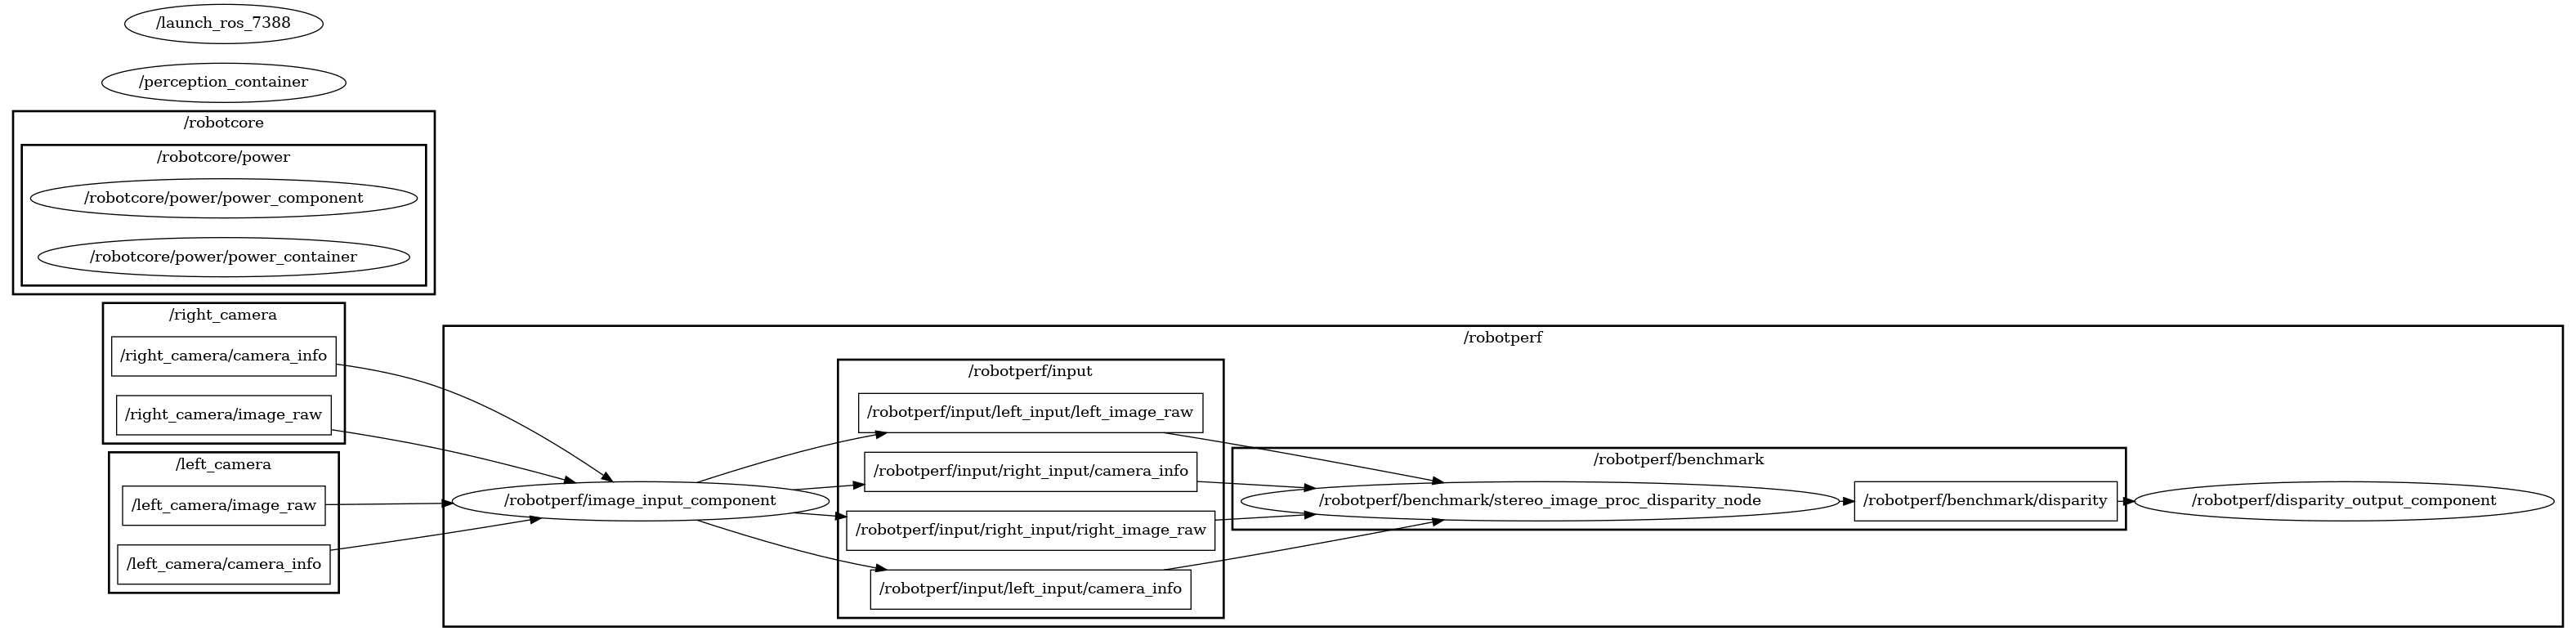 /launch_ros_7388
/perception_container
/robotcore
/robotcore/power
/robotcore/power/power_component
/robotcore/power/power_container
/right_camera
/right_camera/camera_info
/right_camera/image_raw
/left_camera
/left_camera/image_raw
/left_camera/camera_info
/robotperf
/robotperf/image_input_component
/robotperf/input
/robotperf/input/left_input/left_image_raw
/robotperf/input/right_input/camera_info
/robotperf/input/right_input/right_image_raw
/robotperf/input/left_input/camera_info
/robotperf/benchmark
/robotperf/benchmark/stereo_image_proc_disparity_node
/robotperf/benchmark/disparity
/robotperf/disparity_output_component